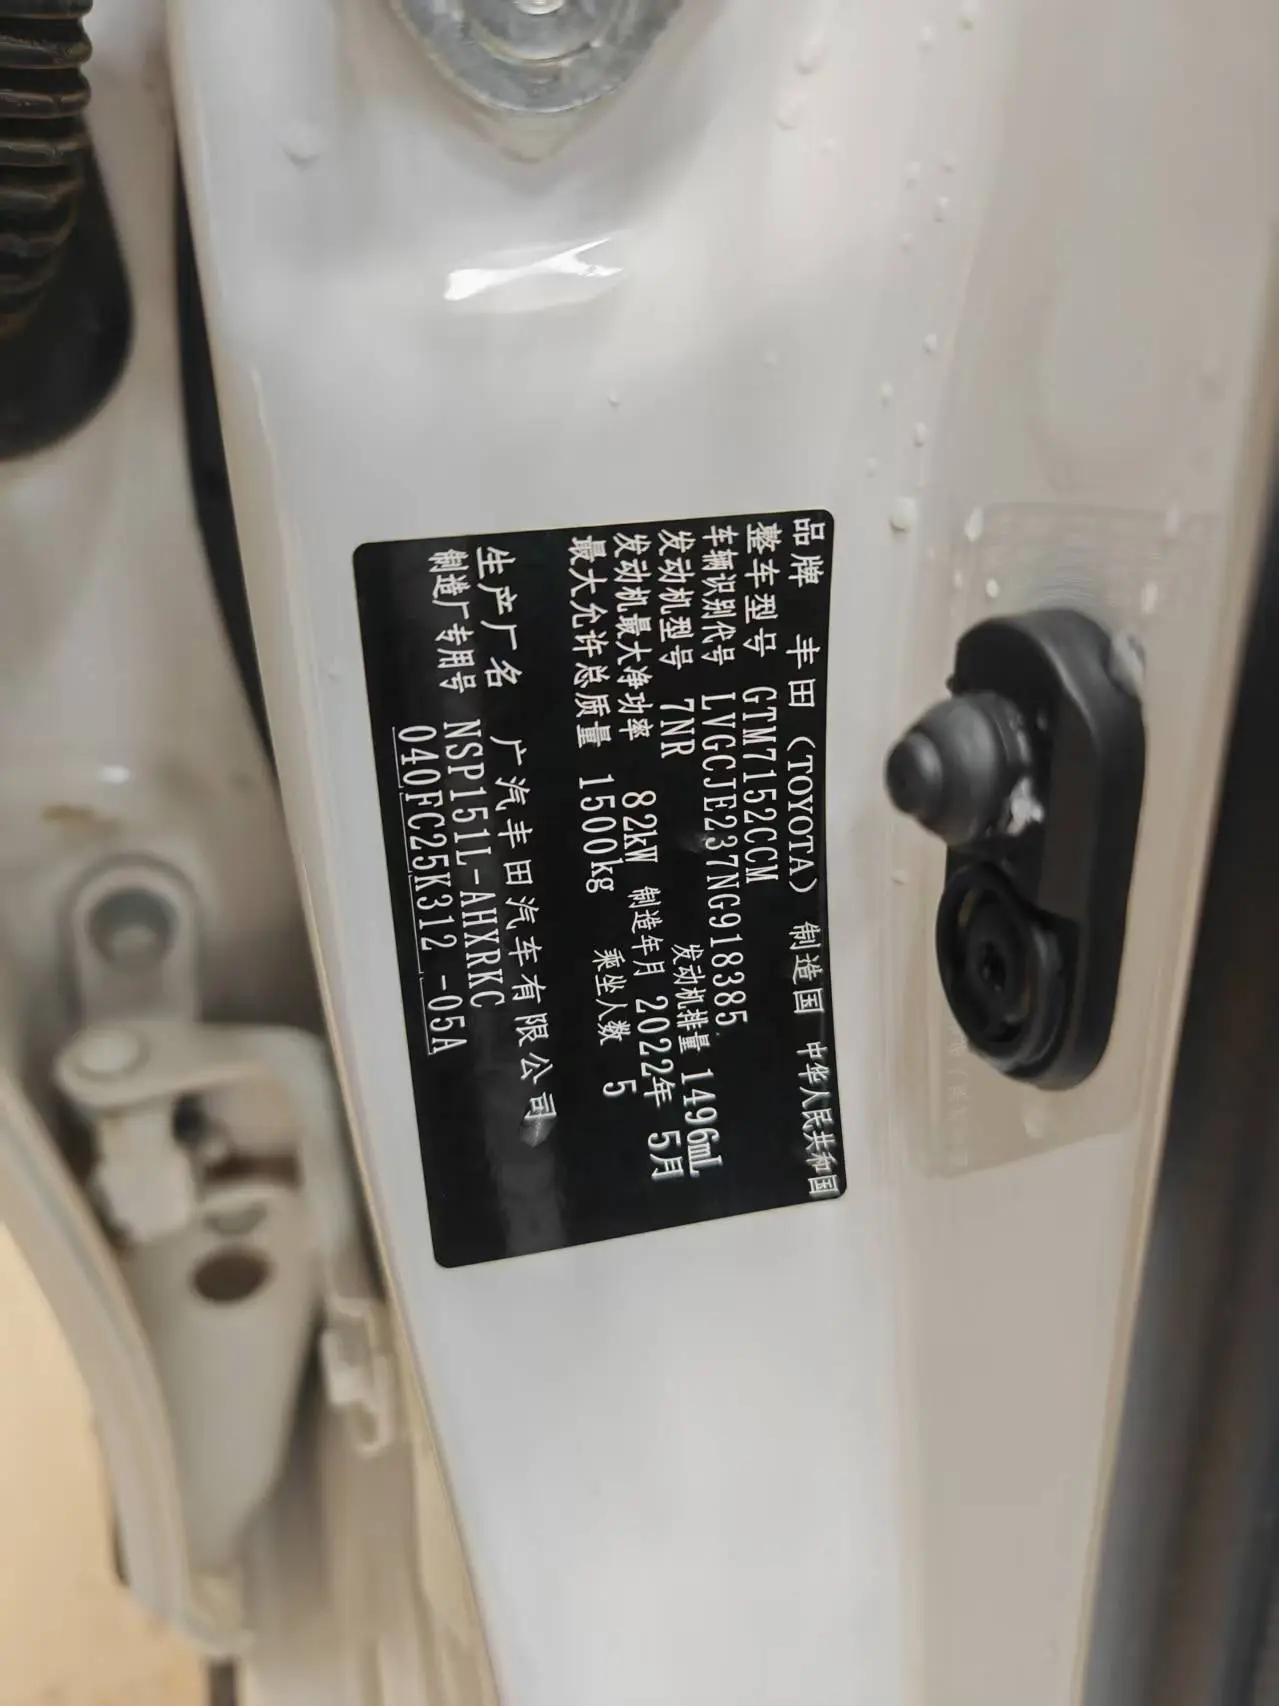 品牌 丰田 (TOYOTA) 制造国 中华人民共和国
整车型号 GTM7152CCM
车辆识别代号 LVGCJE237NG918385
发动机型号 7NR 发动机排量 1496mL
发动机最大净功率 82kW 制造年月 2022年 5月
最大允许总质量 1500kg 乘坐人数 5
生产厂名 广汽丰田汽车有限公司
制造厂专用号 NSP151L-AHXRKC
040FC25K312 -05A